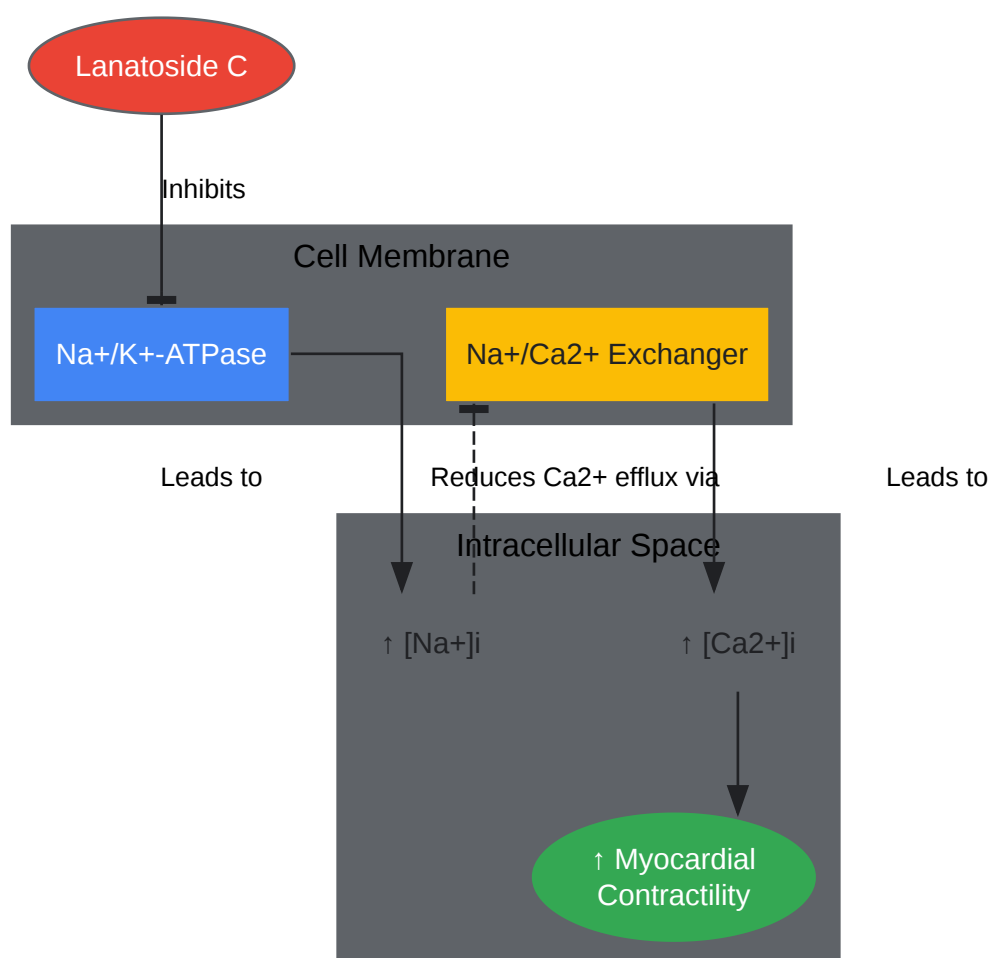 Lanatoside C
Inhibits
Cell Membrane
Na+/K+-ATPase
Na+/Ca2+ Exchanger
Leads to
Reduces Ca2+ efflux via
Leads to
Intracellular Space
↑ [Na+]i
↑ [Ca2+]i
↑ Myocardial
Contractility